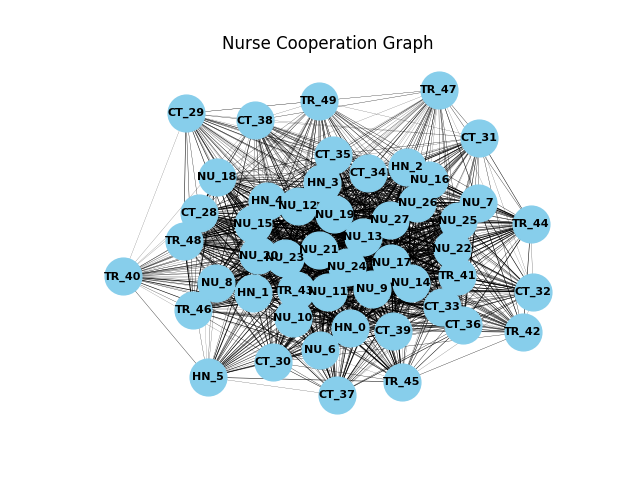 Nurse Cooperation Graph
TR_47
TR_49
CT_29
CT_38
CT_31
CT_35
HN_2
CT_34
NU_18
NU_16
HN_3
HN_4
NU_26
NU_7
NU_12
CT_28
NU_19
NU_27
NU_25
NU_15
TR_44
NU_13
TR_48
NU_21
NU_22
NU_20
NU_23
NU_17
NU_24
TR_40
TR_41
NU_8
NU_14
NU_9
HN_1
TR_43
NU_11
CT_32
CT_33
TR_46
NU_10
CT_36
HN_0
CT_39
TR_42
NU_6
CT_30
HN_5
TR_45
CT_37